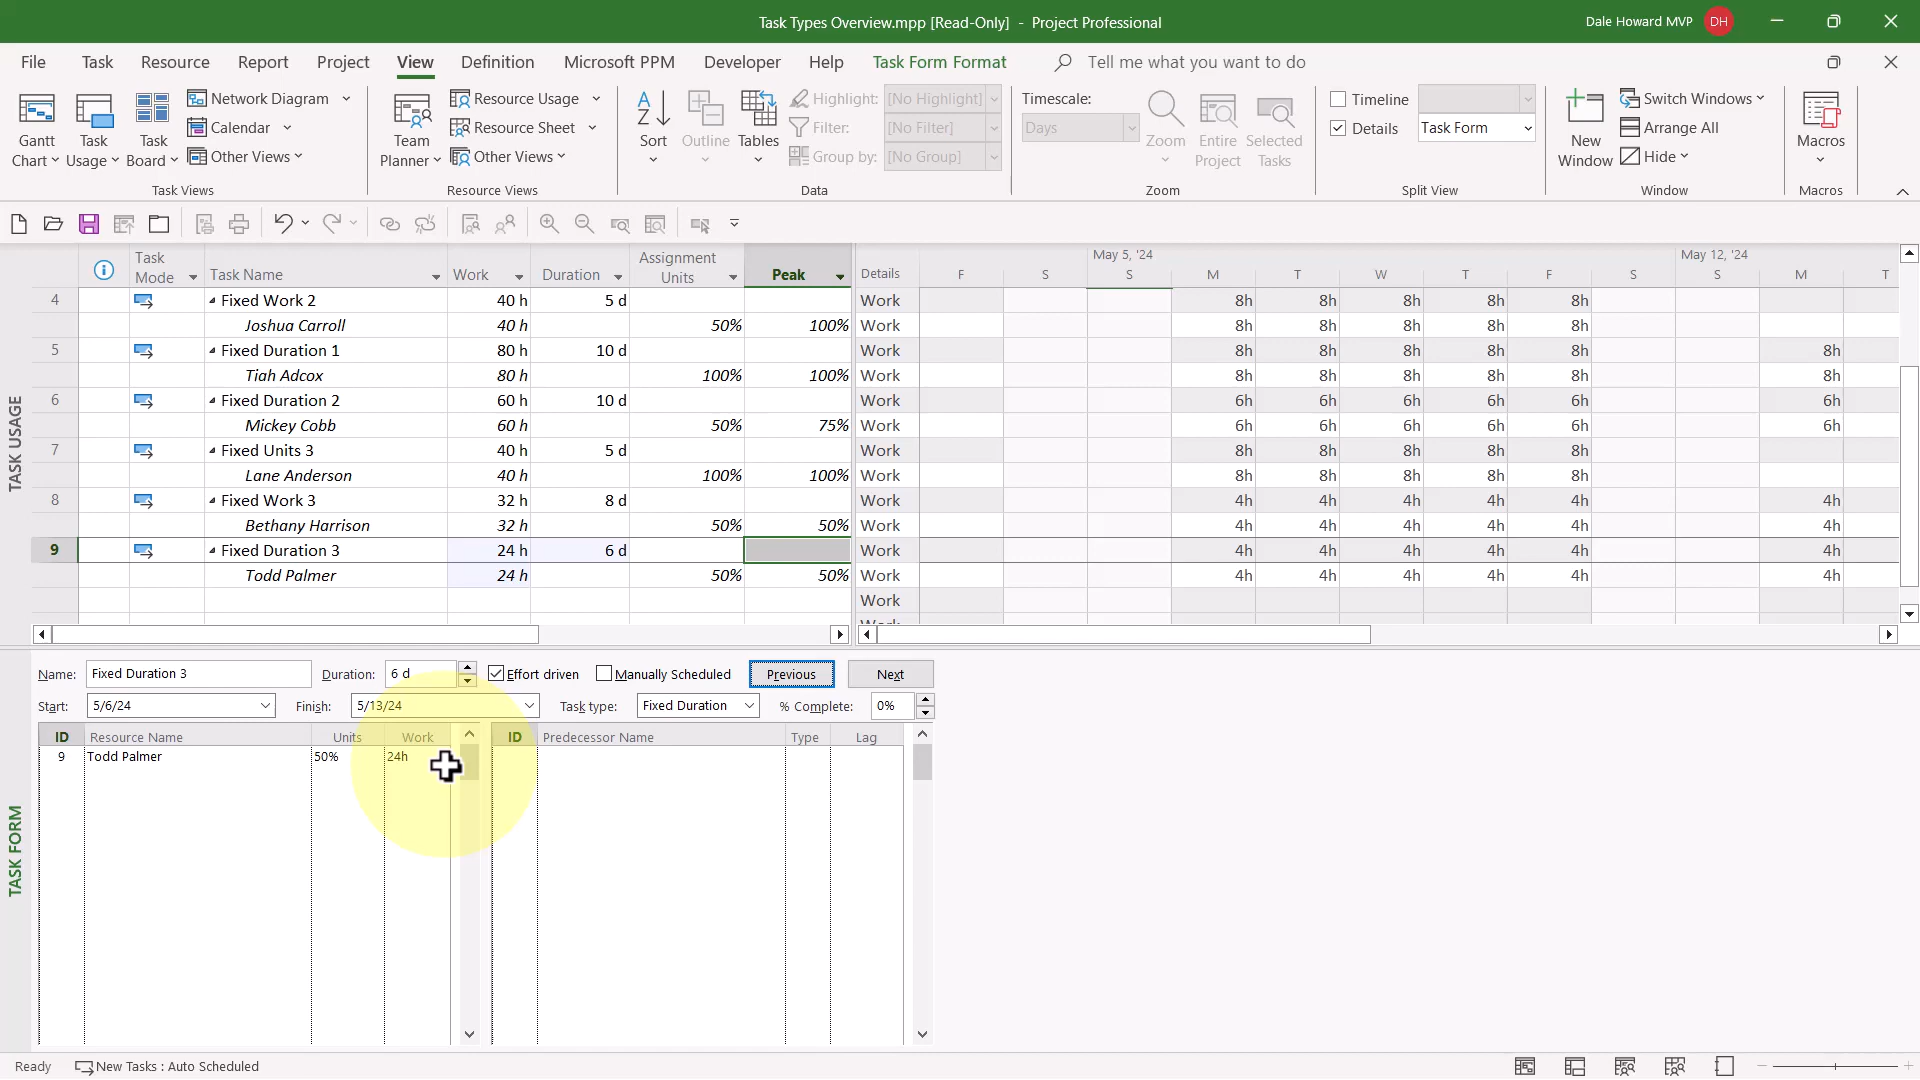 Task Types Overview.mpp [Read-Only] - Project Professional
Dale Howard MVP DH
File Task Resource Report Project View Definition Microsoft PPM Developer Help Task Form Format Tell me what you want to do
Gantt Chart
Task Usage
Task Board
Network Diagram
Calendar
Other Views
Task Views
Team Planner
Resource Usage
Resource Sheet
Other Views
Resource Views
Sort
Outline
Tables
Highlight: [No Highlight]
Filter: [No Filter]
Group by: [No Group]
Data
Timescale:
Days
Zoom
Entire Project
Selected Tasks
Zoom
Timeline
Details Task Form
Split View
New Window
Switch Windows
Arrange All
Hide
Window
Macros
Macros
TASK USAGE
Task Mode Task Name Work Duration Assignment Units Peak Details May 5, '24 May 12, '24
F S S M T W T F S S M T
4 Fixed Work 2 40 h 5 d Work 8h 8h 8h 8h 8h
Joshua Carroll 40 h 50% 100% Work 8h 8h 8h 8h 8h
5 Fixed Duration 1 80 h 10 d Work 8h 8h 8h 8h 8h 8h
Tiah Adcox 80 h 100% 100% Work 8h 8h 8h 8h 8h 8h
6 Fixed Duration 2 60 h 10 d Work 6h 6h 6h 6h 6h 6h
Mickey Cobb 60 h 50% 75% Work 6h 6h 6h 6h 6h 6h
7 Fixed Units 3 40 h 5 d Work 8h 8h 8h 8h 8h
Lane Anderson 40 h 100% 100% Work 8h 8h 8h 8h 8h
8 Fixed Work 3 32 h 8 d Work 4h 4h 4h 4h 4h 4h
Bethany Harrison 32 h 50% 50% Work 4h 4h 4h 4h 4h 4h
9 Fixed Duration 3 24 h 6 d Work 4h 4h 4h 4h 4h 4h
Todd Palmer 24 h 50% 50% Work 4h 4h 4h 4h 4h 4h
Work
TASK FORM
Name: Fixed Duration 3 Duration: 6 d Effort driven Manually Scheduled Previous Next
Start: 5/6/24 Finish: 5/13/24 Task type: Fixed Duration % Complete: 0%
ID Resource Name Units Work ID Predecessor Name Type Lag
9 Todd Palmer 50% 24h
Ready New Tasks : Auto Scheduled